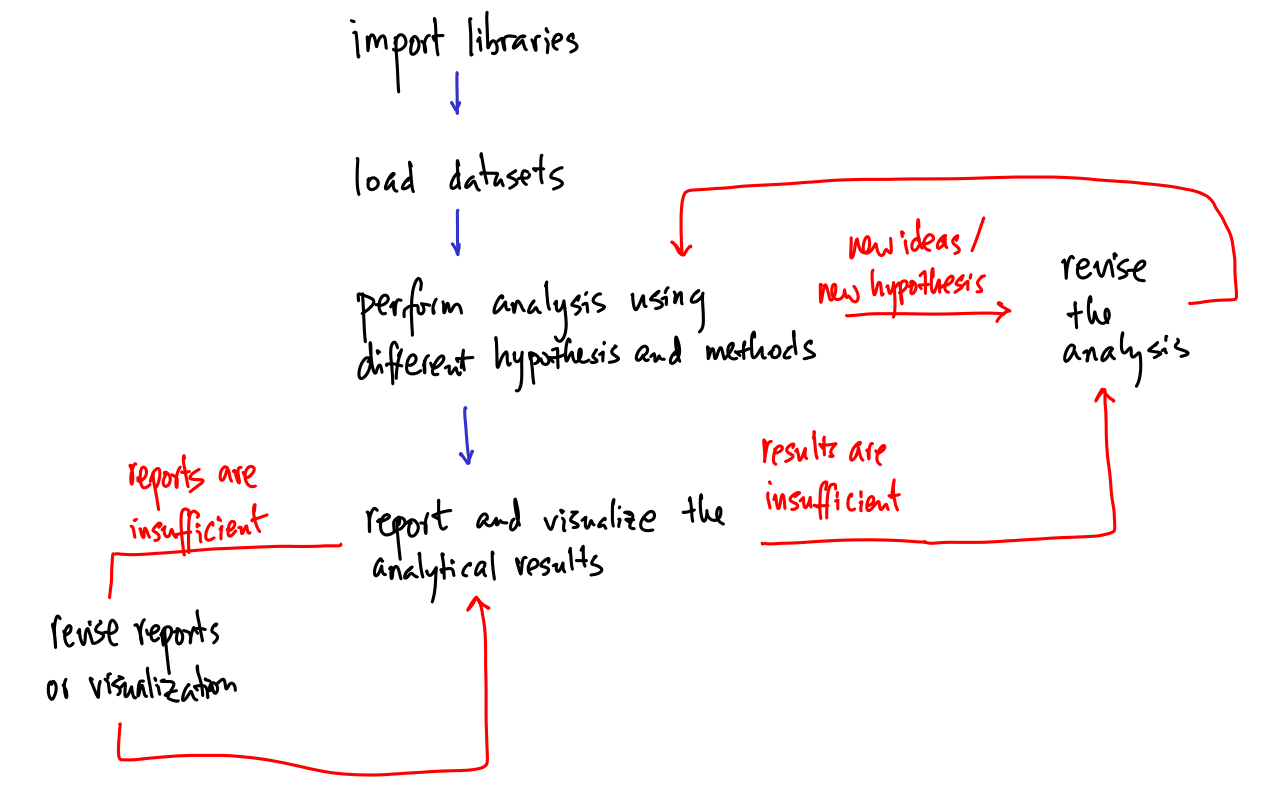 import libraries
load datasets
new ideas /
new hypothesis
revise
the
analysis
perform analysis using
different hypothesis and methods
results are
insufficient
reports are
insufficient
report and visualize the
analytical results
revise reports
or visualization